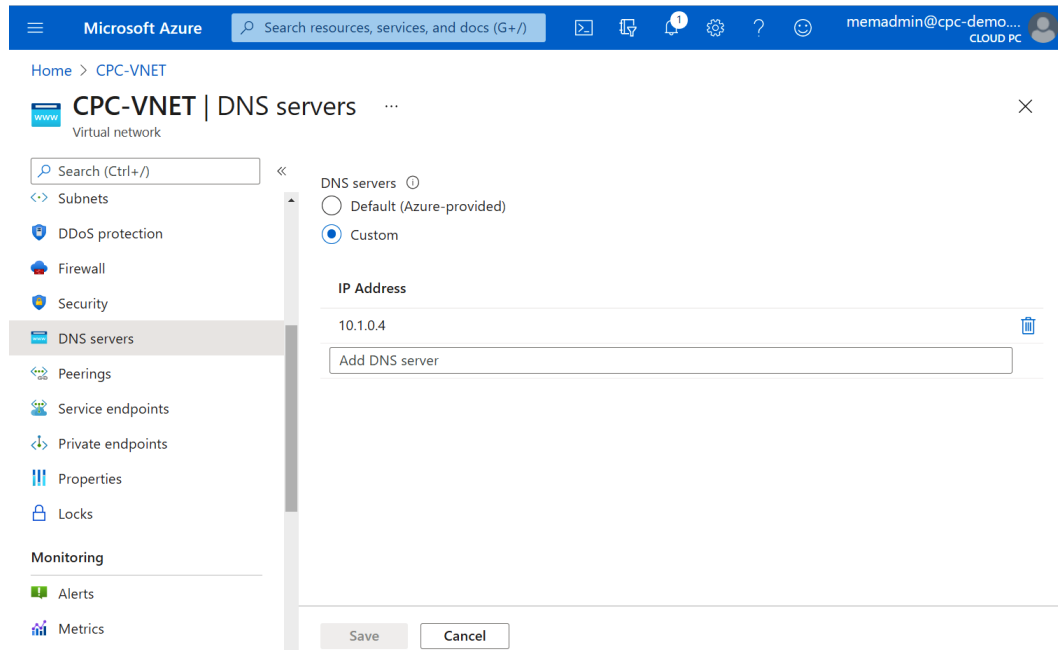 Microsoft Azure
Search resources, services, and docs (G+/)
1
memadmin@cpc-demo....
CLOUD PC
Home > CPC-VNET
www
CPC-VNET | DNS servers ...
Virtual network
Search (Ctrl+/)
«
Subnets
DDoS protection
Firewall
Security
DNS servers
Peerings
Service endpoints
Private endpoints
Properties
Locks
Monitoring
Alerts
Metrics
DNS servers
Default (Azure-provided)
Custom
IP Address
10.1.0.4
Add DNS server
Save
Cancel